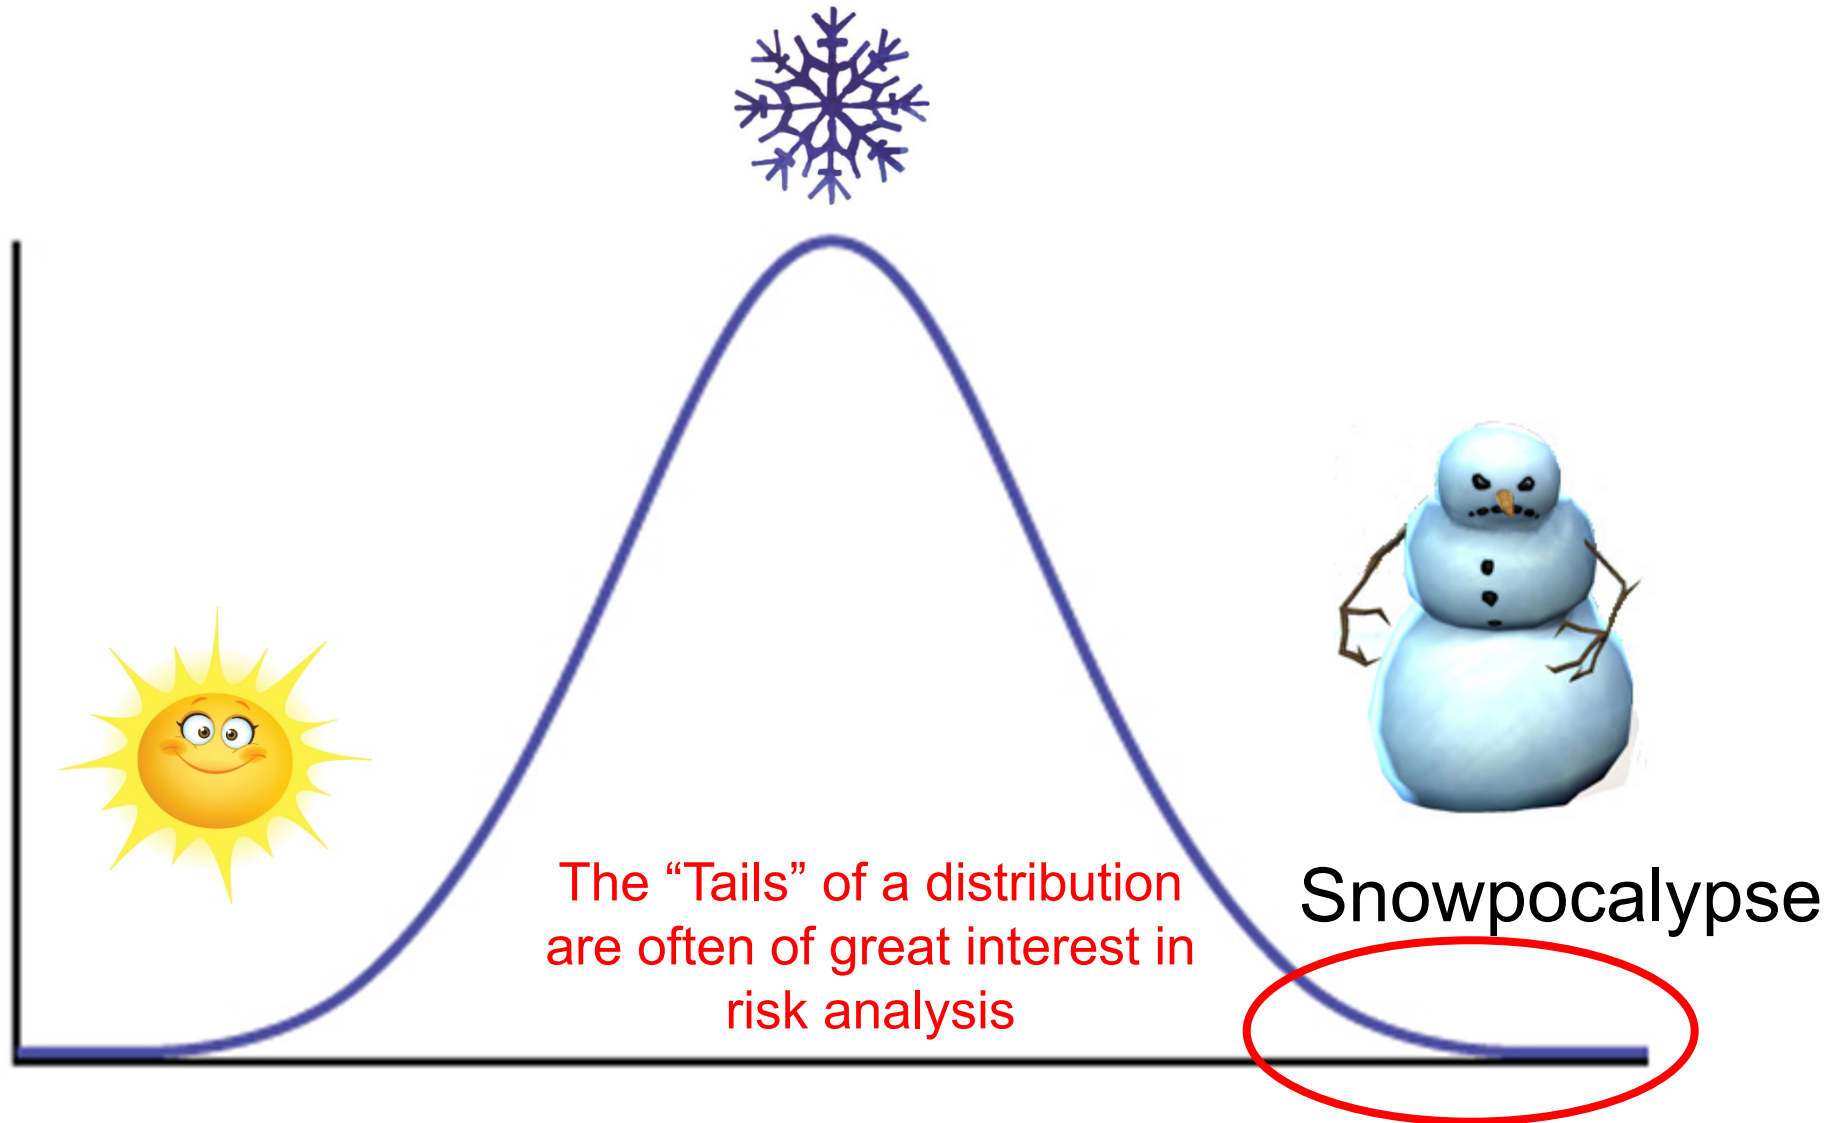 The “Tails” of a distribution
are often of great interest in
risk analysis
Snowpocalypse